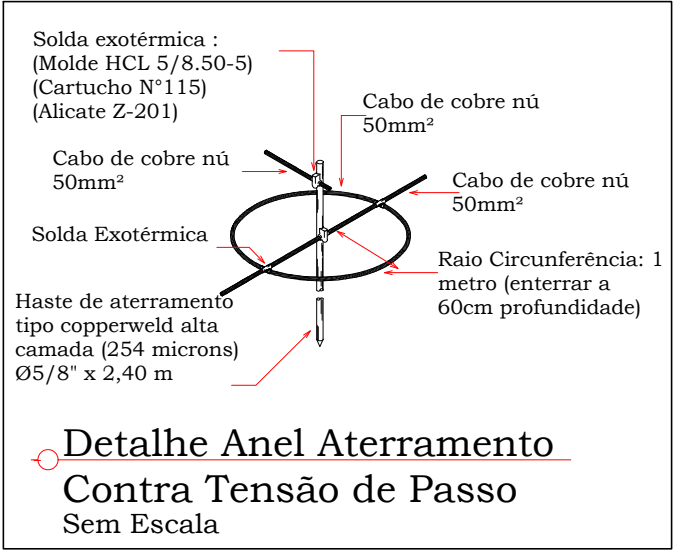 Solda exotérmica :
(Molde HCL 5/8.50-5)
(Cartucho N°115)
(Alicate Z-201)
Cabo de cobre nú
50mm²
Cabo de cobre nú
50mm²
Cabo de cobre nú
50mm²
Solda Exotérmica
Raio Circunferência: 1
metro (enterrar a
60cm profundidade)
Haste de aterramento
tipo copperweld alta
camada (254 microns)
Ø5/8" x 2,40 m
Detalhe Anel Aterramento
Contra Tensão de Passo
Sem Escala